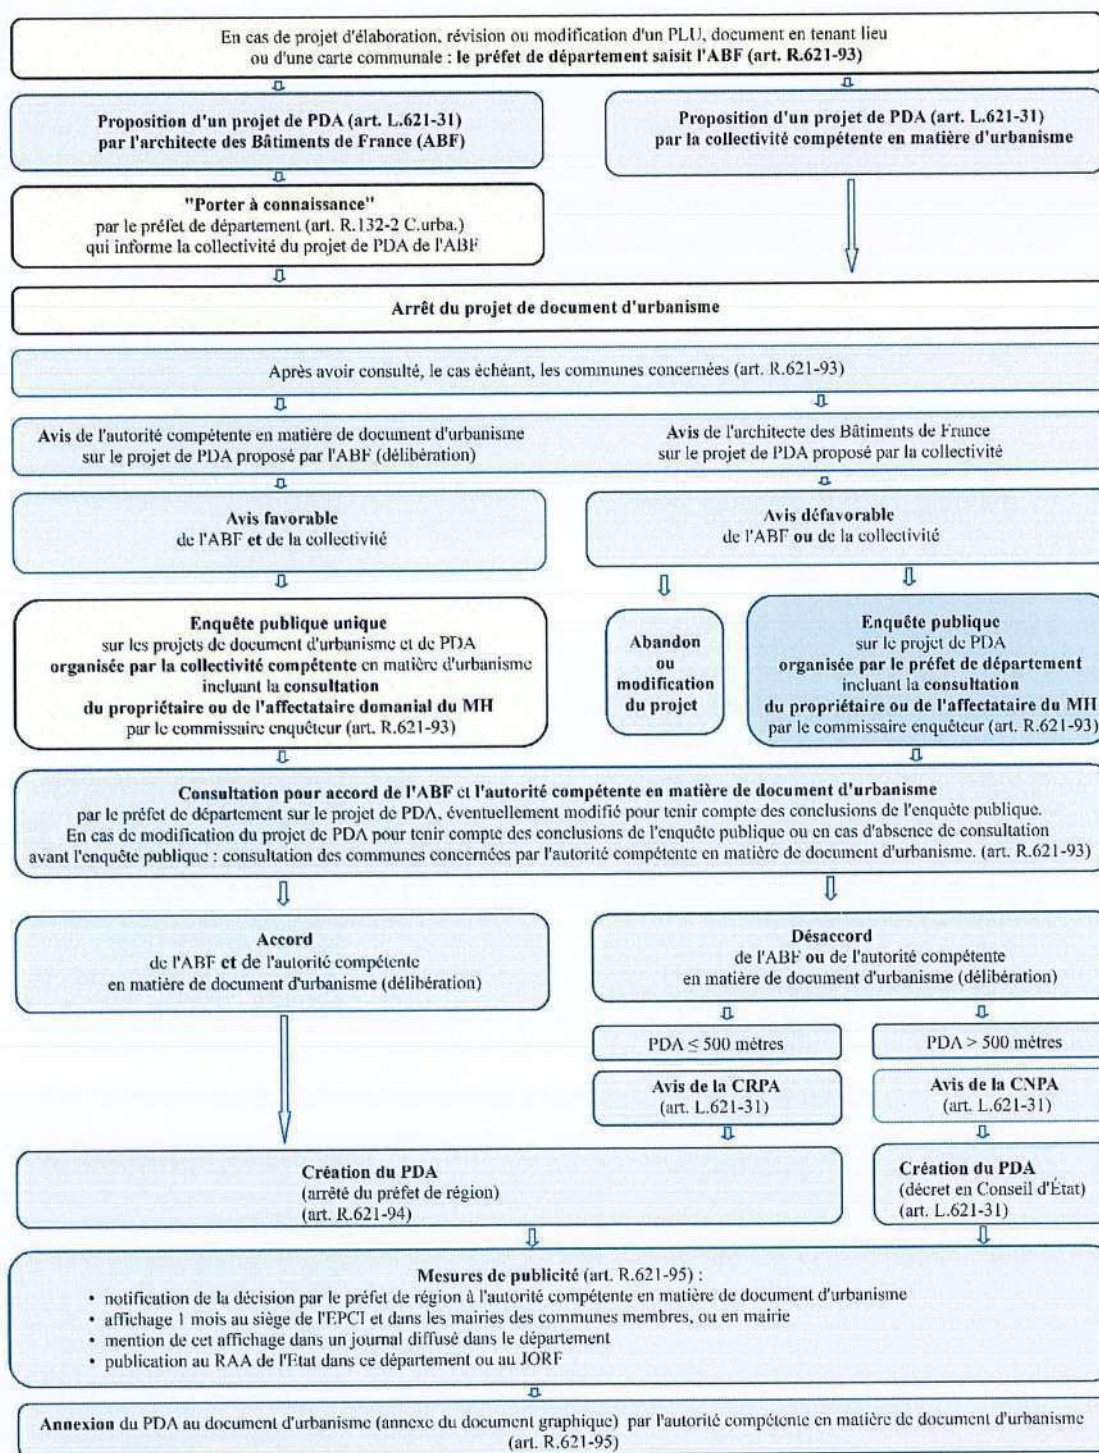 En cas de projet d'élaboration, révision ou modification d'un PLU, document en tenant lieu
ou d'une carte communale : le préfet de département saisit l'ABF (art. R.621-93)
Proposition d'un projet de PDA (art. L.621-31)
par l'architecte des Bâtiments de France (ABF)
Proposition d'un projet de PDA (art. L.621-31)
par la collectivité compétente en matière d'urbanisme
"Porter à connaissance"
par le préfet de département (art. R.132-2 C.urba.)
qui informe la collectivité du projet de PDA de l'ABF
Arrêt du projet de document d'urbanisme
Après avoir consulté, le cas échéant, les communes concernées (art. R.621-93)
Avis de l'autorité compétente en matière de document d'urbanisme
sur le projet de PDA proposé par l'ABF (délibération)
Avis de l'architecte des Bâtiments de France
sur le projet de PDA proposé par la collectivité
Avis favorable
de l'ABF et de la collectivité
Avis défavorable
de l'ABF ou de la collectivité
Enquête publique unique
sur les projets de document d'urbanisme et de PDA
organisée par la collectivité compétente en matière d'urbanisme
incluant la consultation
du propriétaire ou de l'affectataire domanial du MH
par le commissaire enquêteur (art. R.621-93)
Abandon
ou
modification
du projet
Enquête publique
sur le projet de PDA
organisée par le préfet de département
incluant la consultation
du propriétaire ou de l'affectataire du MH
par le commissaire enquêteur (art. R.621-93)
Consultation pour accord de l'ABF et l'autorité compétente en matière de document d'urbanisme
par le préfet de département sur le projet de PDA, éventuellement modifié pour tenir compte des conclusions de l'enquête publique.
En cas de modification du projet de PDA pour tenir compte des conclusions de l'enquête publique ou en cas d'absence de consultation
avant l'enquête publique : consultation des communes concernées par l'autorité compétente en matière de document d'urbanisme. (art. R.621-93)
Accord
de l'ABF et de l'autorité compétente
en matière de document d'urbanisme (délibération)
Désaccord
de l'ABF ou de l'autorité compétente
en matière de document d'urbanisme (délibération)
PDA ≤ 500 mètres
PDA > 500 mètres
Avis de la CRPA
(art. L.621-31)
Avis de la CNPA
(art. L.621-31)
Création du PDA
(arrêté du préfet de région)
(art. R.621-94)
Création du PDA
(décret en Conseil d'État)
(art. L.621-31)
Mesures de publicité (art. R.621-95) :
• notification de la décision par le préfet de région à l'autorité compétente en matière de document d'urbanisme
• affichage 1 mois au siège de l'EPCI et dans les mairies des communes membres, ou en mairie
• mention de cet affichage dans un journal diffusé dans le département
• publication au RAA de l'Etat dans ce département ou au JORF
Annexion du PDA au document d'urbanisme (annexe du document graphique) par l'autorité compétente en matière de document d'urbanisme
(art. R.621-95)